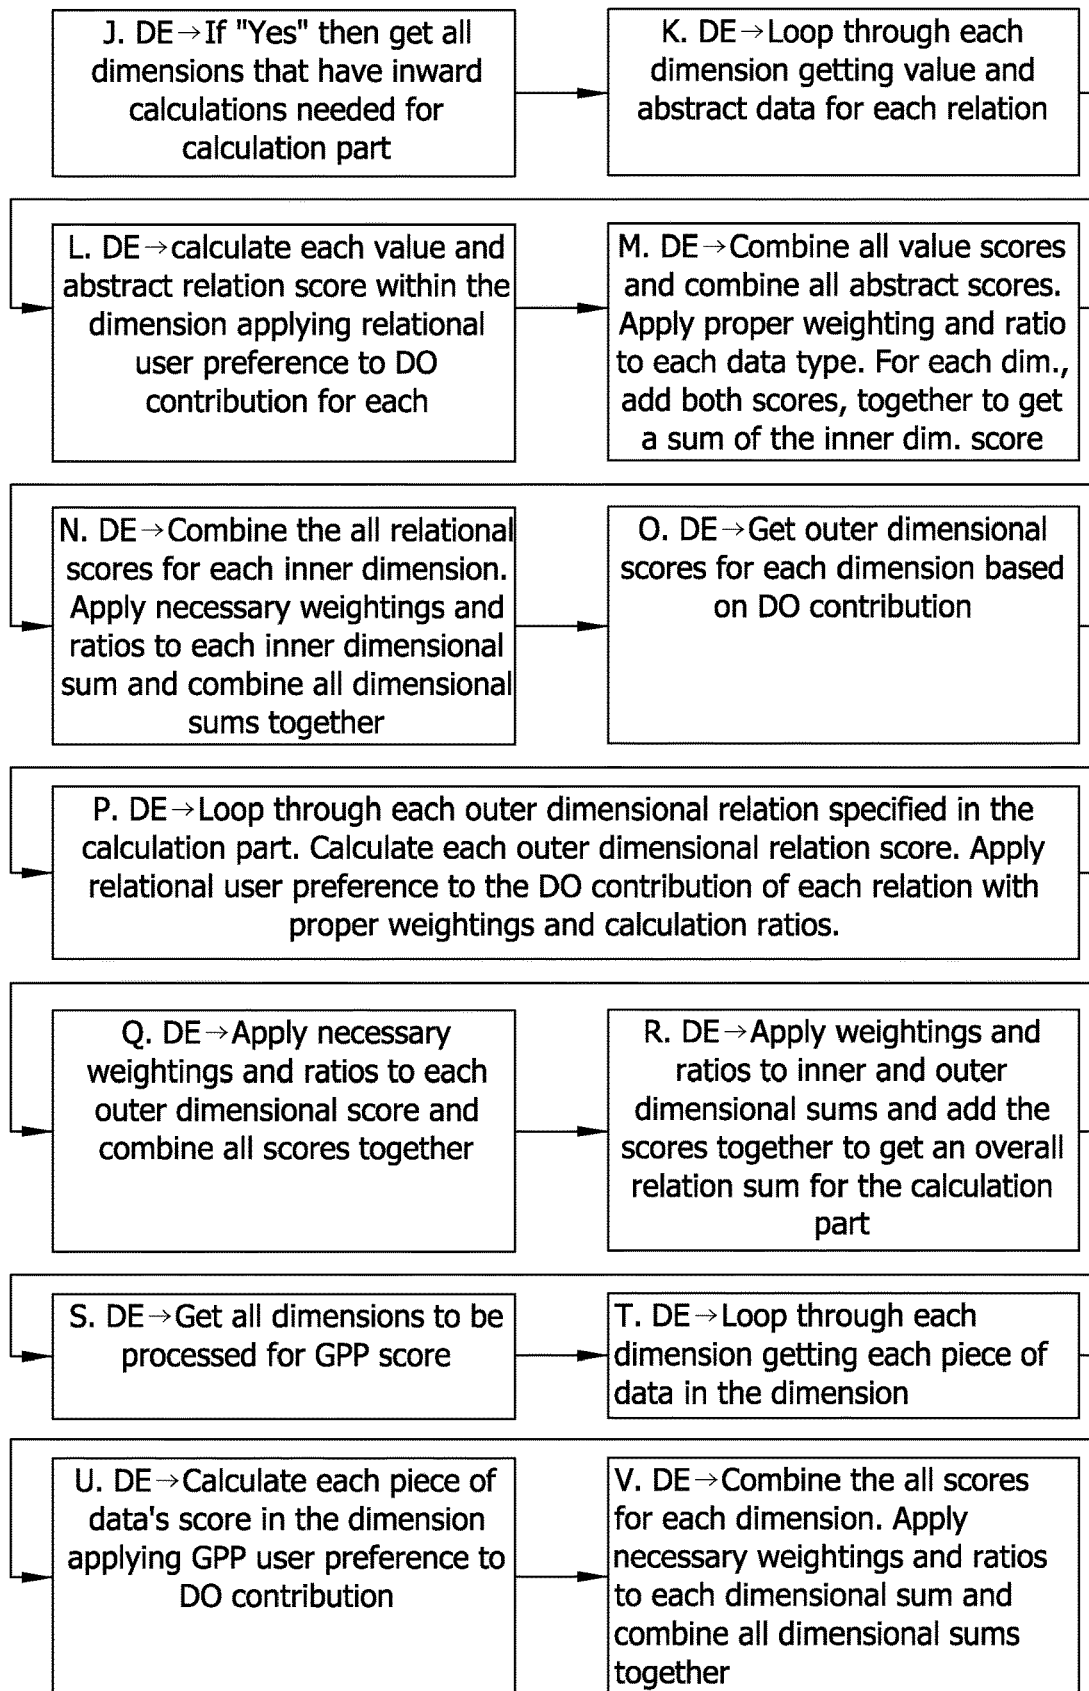 J. DE→If "Yes" then get all
dimensions that have inward
calculations needed for
calculation part
K. DE→Loop through each
dimension getting value and
abstract data for each relation
L. DE→calculate each value and
abstract relation score within the
dimension applying relational
user preference to DO
contribution for each
M. DE→Combine all value scores
and combine all abstract scores.
Apply proper weighting and ratio
to each data type. For each dim.,
add both scores, together to get
a sum of the inner dim. score
N. DE→Combine the all relational
scores for each inner dimension.
Apply necessary weightings and
ratios to each inner dimensional
sum and combine all dimensional
sums together
O. DE→Get outer dimensional
scores for each dimension based
on DO contribution
P. DE→Loop through each outer dimensional relation specified in the
calculation part. Calculate each outer dimensional relation score. Apply
relational user preference to the DO contribution of each relation with
proper weightings and calculation ratios.
Q. DE→Apply necessary
weightings and ratios to each
outer dimensional score and
combine all scores together
R. DE→Apply weightings and
ratios to inner and outer
dimensional sums and add the
scores together to get an overall
relation sum for the calculation
part
S. DE→Get all dimensions to be
processed for GPP score
T. DE→Loop through each
dimension getting each piece of
data in the dimension
U. DE→Calculate each piece of
data's score in the dimension
applying GPP user preference to
DO contribution
V. DE→Combine the all scores
for each dimension. Apply
necessary weightings and ratios
to each dimensional sum and
combine all dimensional sums
together